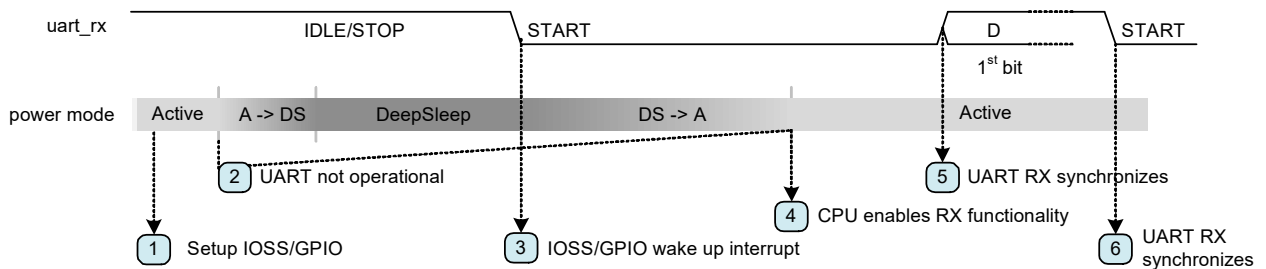 uart_rx
IDLE/STOP
START
D
START
1st bit
power mode
Active
A -> DS
DeepSleep
DS -> A
Active
2
UART not operational
5
UART RX synchronizes
4
CPU enables RX functionality
1
Setup IOSS/GPIO
3
IOSS/GPIO wake up interrupt
6
UART RX
synchronizes